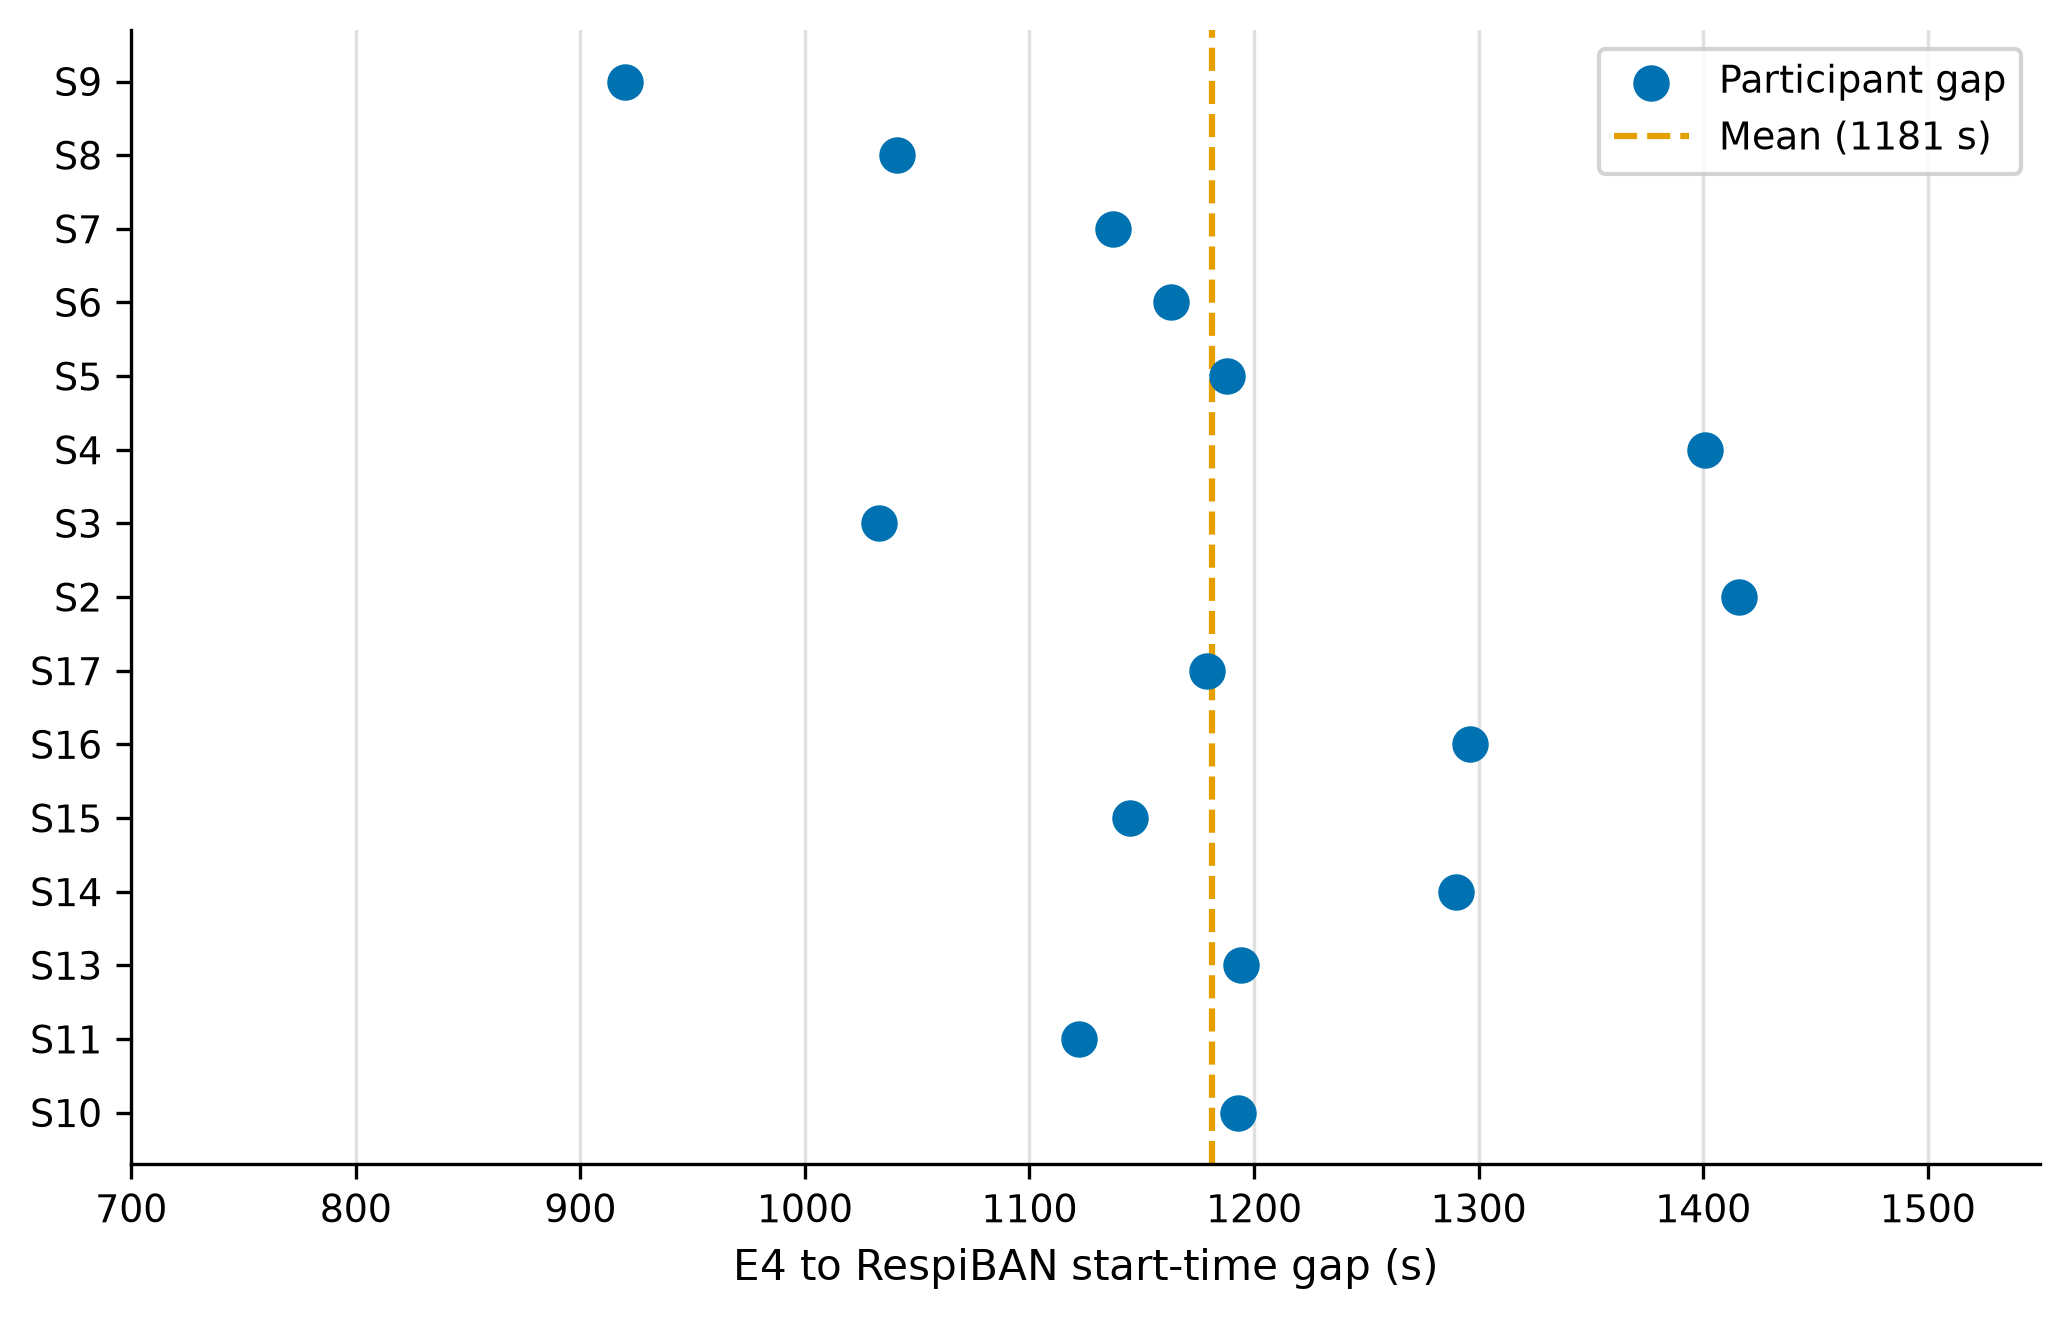 Participant gap
Mean (1181 s)
S9
S8
S7
S6
S5
S4
S3
S2
S17
S16
S15
S14
S13
S11
S10
700 800 900 1000 1100 1200 1300 1400 1500
E4 to RespiBAN start-time gap (s)